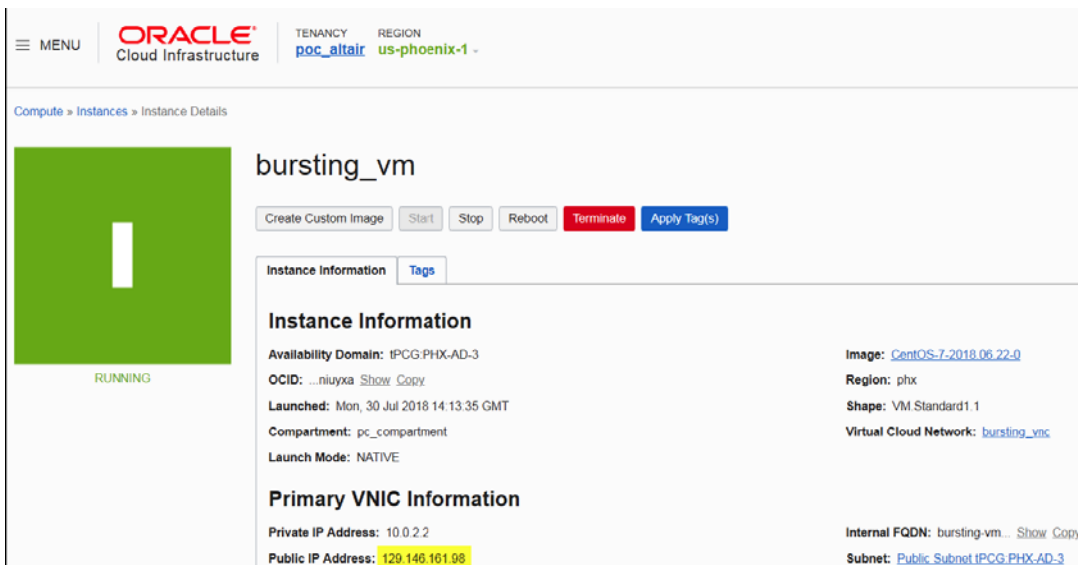 MENU
ORACLE
Cloud Infrastructure
TENANCY REGION
poc_altair us-phoenix-1
Compute » Instances » Instance Details
bursting_vm
Create Custom Image Start Stop Reboot Terminate Apply Tag(s)
Instance Information Tags
RUNNING
Instance Information
Availability Domain: tPCG:PHX-AD-3
OCID: ...niuyxa Show Copy
Launched: Mon, 30 Jul 2018 14:13:35 GMT
Compartment: pc_compartment
Launch Mode: NATIVE
Image: CentOS-7-2018.06.22-0
Region: phx
Shape: VM.Standard1.1
Virtual Cloud Network: bursting_vnc
Primary VNIC Information
Private IP Address: 10.0.2.2
Public IP Address: 129.146.161.98
Internal FQDN: bursting-vm... Show Copy
Subnet: Public Subnet tPCG:PHX-AD-3